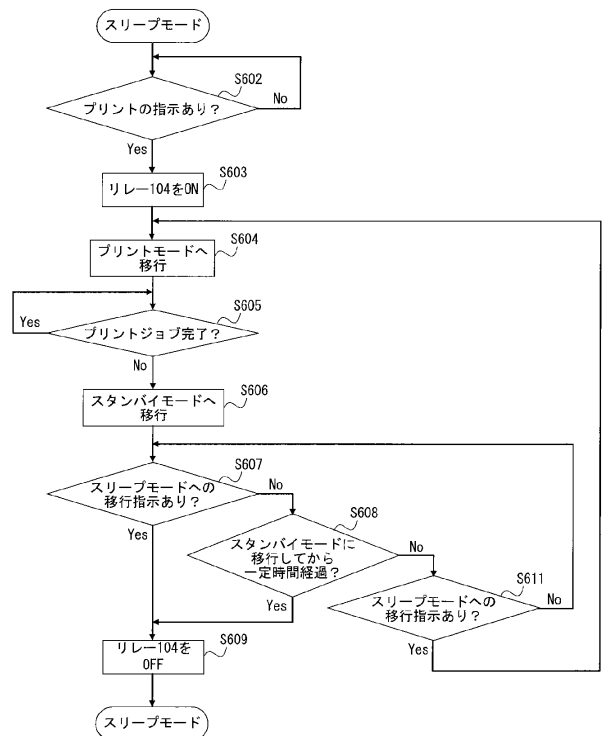 スリープモード
S602
プリントの指示あり?
No
Yes
S603
リレー104をON
S604
プリントモードへ
移行
S605
プリントジョブ完了?
Yes
No
S606
スタンバイモードへ
移行
S607
スリープモードへの
移行指示あり?
No
Yes
S608
スタンバイモードに
移行してから
一定時間経過?
No
Yes
S611
スリープモードへの
移行指示あり?
No
Yes
S609
リレー104を
OFF
スリープモード